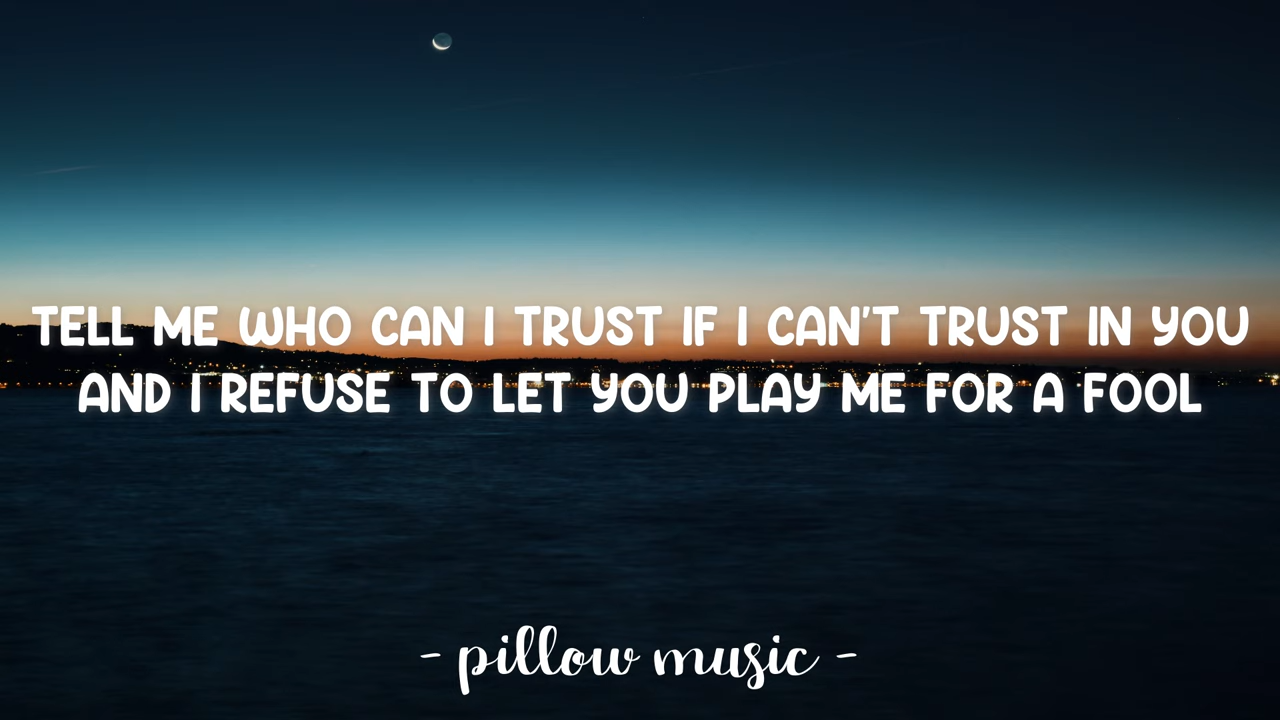 TELL ME WHO CAN I TRUST IF I CAN'T TRUST IN YOU
AND I REFUSE TO LET YOU PLAY ME FOR A FOOL
- pillow music -